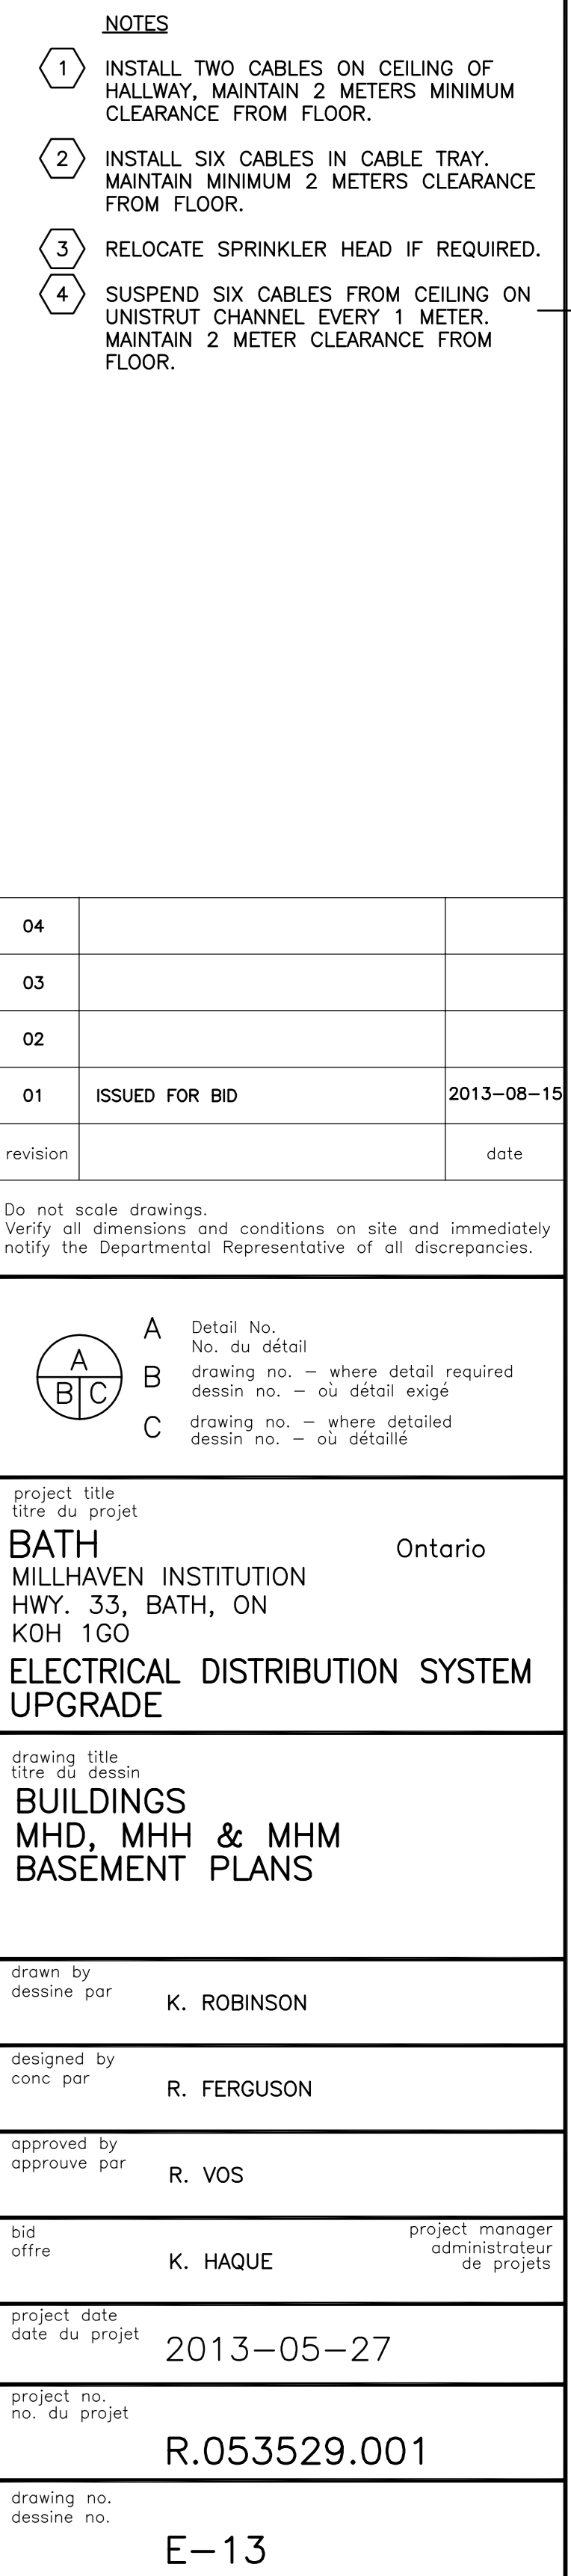 NOTES
1 INSTALL TWO CABLES ON CEILING OF
HALLWAY, MAINTAIN 2 METERS MINIMUM
CLEARANCE FROM FLOOR.
2 INSTALL SIX CABLES IN CABLE TRAY.
MAINTAIN MINIMUM 2 METERS CLEARANCE
FROM FLOOR.
3 RELOCATE SPRINKLER HEAD IF REQUIRED.
4 SUSPEND SIX CABLES FROM CEILING ON
UNISTRUT CHANNEL EVERY 1 METER.
MAINTAIN 2 METER CLEARANCE FROM
FLOOR.
04
03
02
01 ISSUED FOR BID 2013-08-15
revision date
Do not scale drawings.
Verify all dimensions and conditions on site and immediately
notify the Departmental Representative of all discrepancies.
A
B C
A Detail No.
No. du détail
B drawing no. – where detail required
dessin no. – où détail exigé
C drawing no. – where detailed
dessin no. – où détaillé
project title
titre du projet
BATH Ontario
MILLHAVEN INSTITUTION
HWY. 33, BATH, ON
K0H 1G0
ELECTRICAL DISTRIBUTION SYSTEM
UPGRADE
drawing title
titre du dessin
BUILDINGS
MHD, MHH & MHM
BASEMENT PLANS
drawn by
dessine par
K. ROBINSON
designed by
conc par
R. FERGUSON
approved by
approuve par
R. VOS
bid
offre
project manager
administrateur
de projets
K. HAQUE
project date
date du projet
2013-05-27
project no.
no. du projet
R.053529.001
drawing no.
dessine no.
E-13